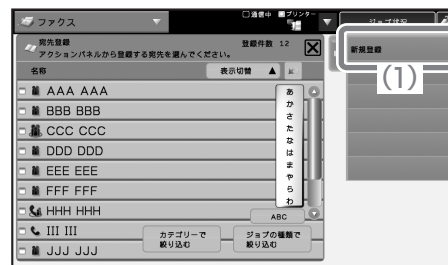 ファクス
通信中 プリンター
ジョブ状況
宛先登録
アクションパネルから登録する宛先を選んでください。
登録件数 12
新規登録
(1)
名称
表示切替
AAA AAA
BBB BBB
CCC CCC
DDD DDD
EEE EEE
FFF FFF
HHH HHH
III III
JJJ JJJ
あ
か
さ
た
な
は
ま
や
ら
わ
ABC
カテゴリーで
絞り込む
ジョブの種類で
絞り込む